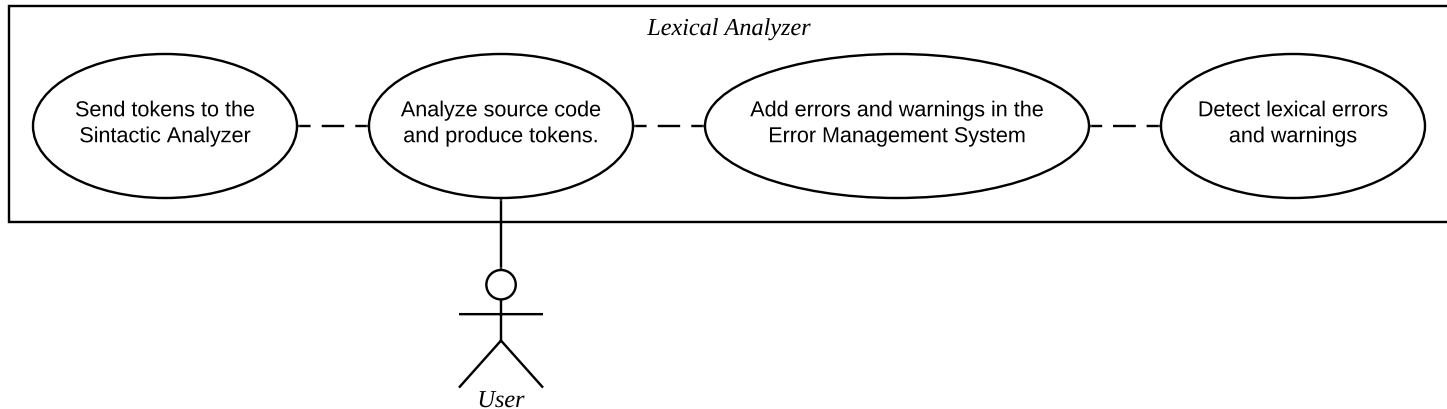 Lexical Analyzer
Send tokens to the
Sintactic Analyzer
Analyze source code
and produce tokens.
Add errors and warnings in the
Error Management System
Detect lexical errors
and warnings
User